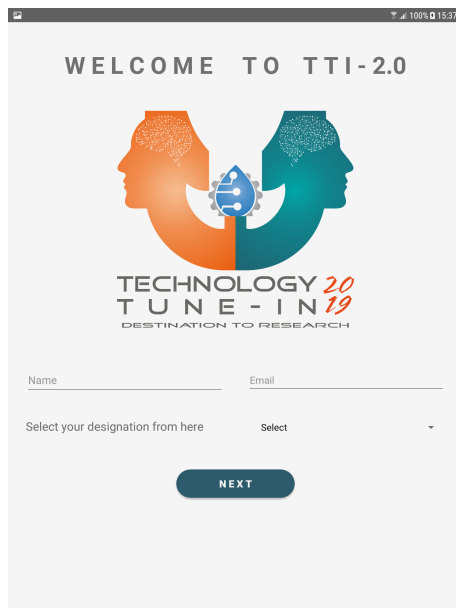 100% 15:37
WELCOME TO TTI-2.0
TECHNOLOGY 20
TUNE-IN 19
DESTINATION TO RESEARCH
Name Email
Select your designation from here Select
NEXT